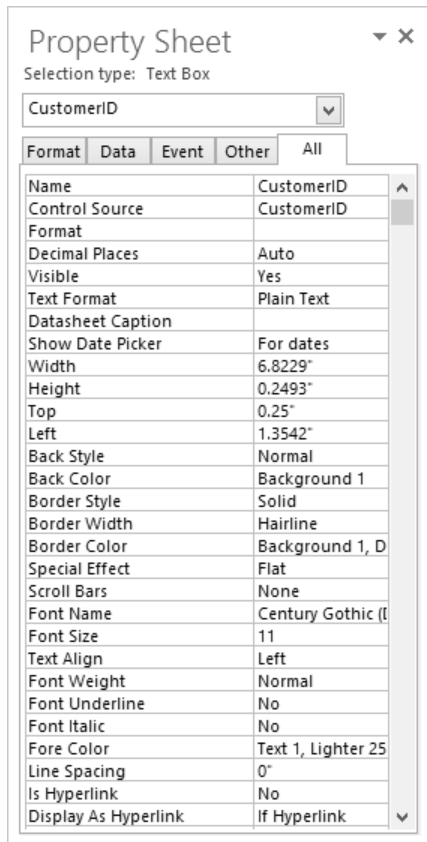 Property Sheet
Selection type: Text Box
CustomerID
Format Data Event Other All
Name CustomerID
Control Source CustomerID
Format
Decimal Places Auto
Visible Yes
Text Format Plain Text
Datasheet Caption
Show Date Picker For dates
Width 6.8229"
Height 0.2493"
Top 0.25"
Left 1.3542"
Back Style Normal
Back Color Background 1
Border Style Solid
Border Width Hairline
Border Color Background 1, D
Special Effect Flat
Scroll Bars None
Font Name Century Gothic (D
Font Size 11
Text Align Left
Font Weight Normal
Font Underline No
Font Italic No
Fore Color Text 1, Lighter 25
Line Spacing 0"
Is Hyperlink No
Display As Hyperlink If Hyperlink